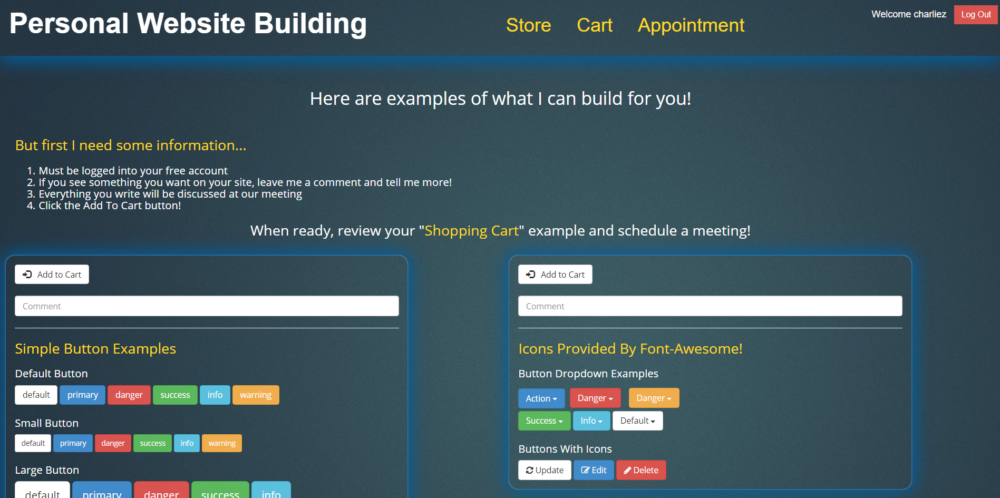 Personal Website Building
Store Cart Appointment
Welcome charliez Log Out
Here are examples of what I can build for you!
But first I need some information...
1. Must be logged into your free account
2. If you see something you want on your site, leave me a comment and tell me more!
3. Everything you write will be discussed at our meeting
4. Click the Add To Cart button!
When ready, review your "Shopping Cart" example and schedule a meeting!
Add to Cart
Comment
Simple Button Examples
Default Button
default primary danger success info warning
Small Button
default primary danger success info warning
Large Button
default primary danger success info
Add to Cart
Comment
Icons Provided By Font-Awesome!
Button Dropdown Examples
Action Danger Danger
Success Info Default
Buttons With Icons
Update Edit Delete